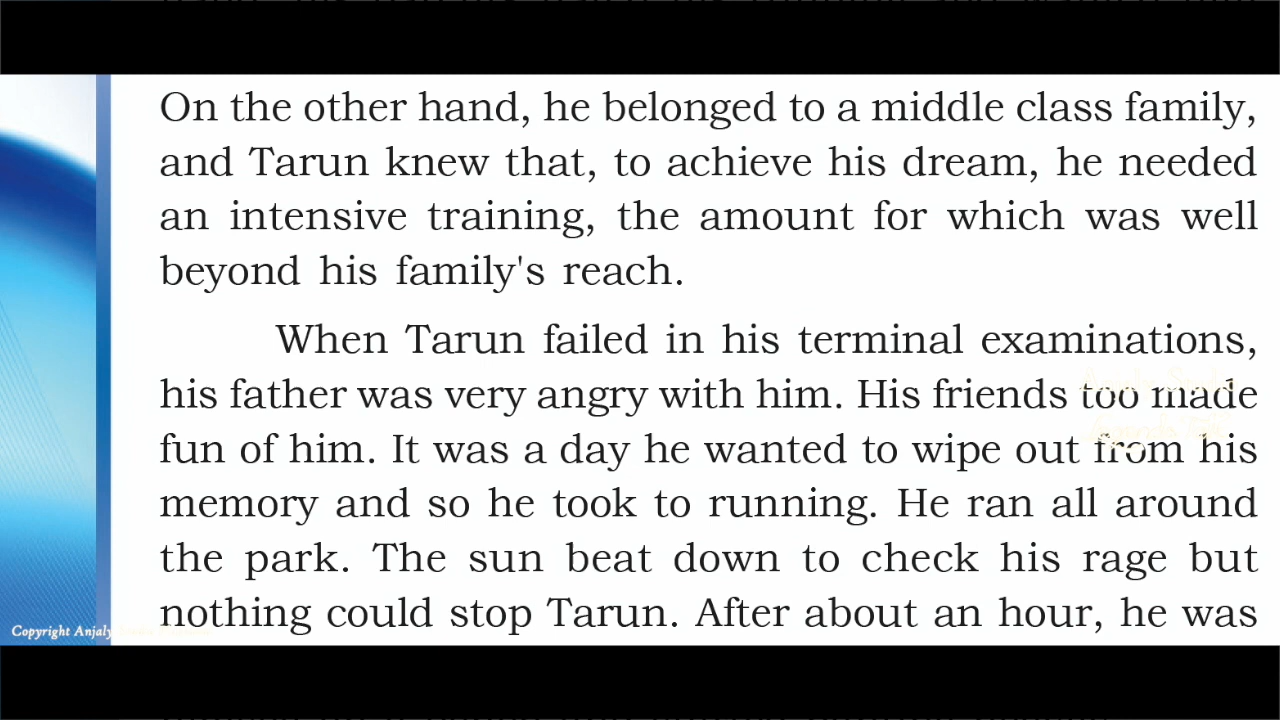 On the other hand, he belonged to a middle class family,
and Tarun knew that, to achieve his dream, he needed
an intensive training, the amount for which was well
beyond his family's reach.
When Tarun failed in his terminal examinations,
his father was very angry with him. His friends too made
fun of him. It was a day he wanted to wipe out from his
memory and so he took to running. He ran all around
the park. The sun beat down to check his rage but
nothing could stop Tarun. After about an hour, he was
Copyright Anjaly